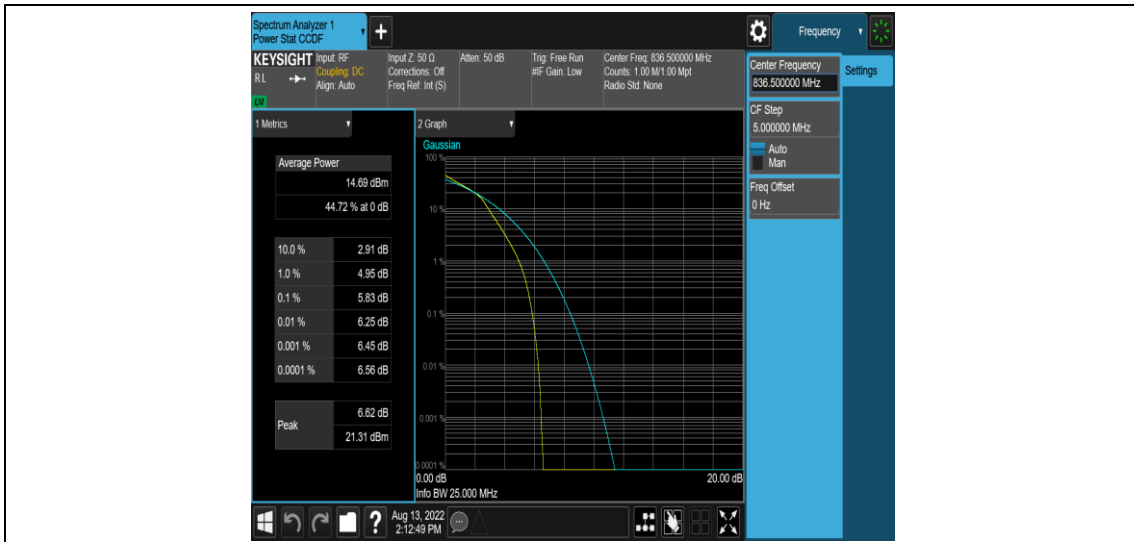 Spectrum Analyzer 1
Power Stat CCDF
Frequency
KEYSIGHT
RL
LXI
Input: RF
Coupling: DC
Align: Auto
Input Z: 50 Ω
Corrections: Off
Freq Ref: Int (S)
Atten: 50 dB
Trig: Free Run
#IF Gain: Low
Center Freq: 836.500000 MHz
Counts: 1.00 M/1.00 Mpt
Radio Std: None
Center Frequency
836.500000 MHz
Settings
CF Step
5.000000 MHz
Auto
Man
Freq Offset
0 Hz
1 Metrics
Average Power
14.69 dBm
44.72 % at 0 dB
10.0 % 2.91 dB
1.0 % 4.95 dB
0.1 % 5.83 dB
0.01 % 6.25 dB
0.001 % 6.45 dB
0.0001 % 6.56 dB
Peak
6.62 dB
21.31 dBm
2 Graph
Gaussian
100 %
10 %
1 %
0.1 %
0.01 %
0.001 %
0.0001 %
0.00 dB 20.00 dB
Info BW 25.000 MHz
?
Aug 13, 2022
2:12:49 PM